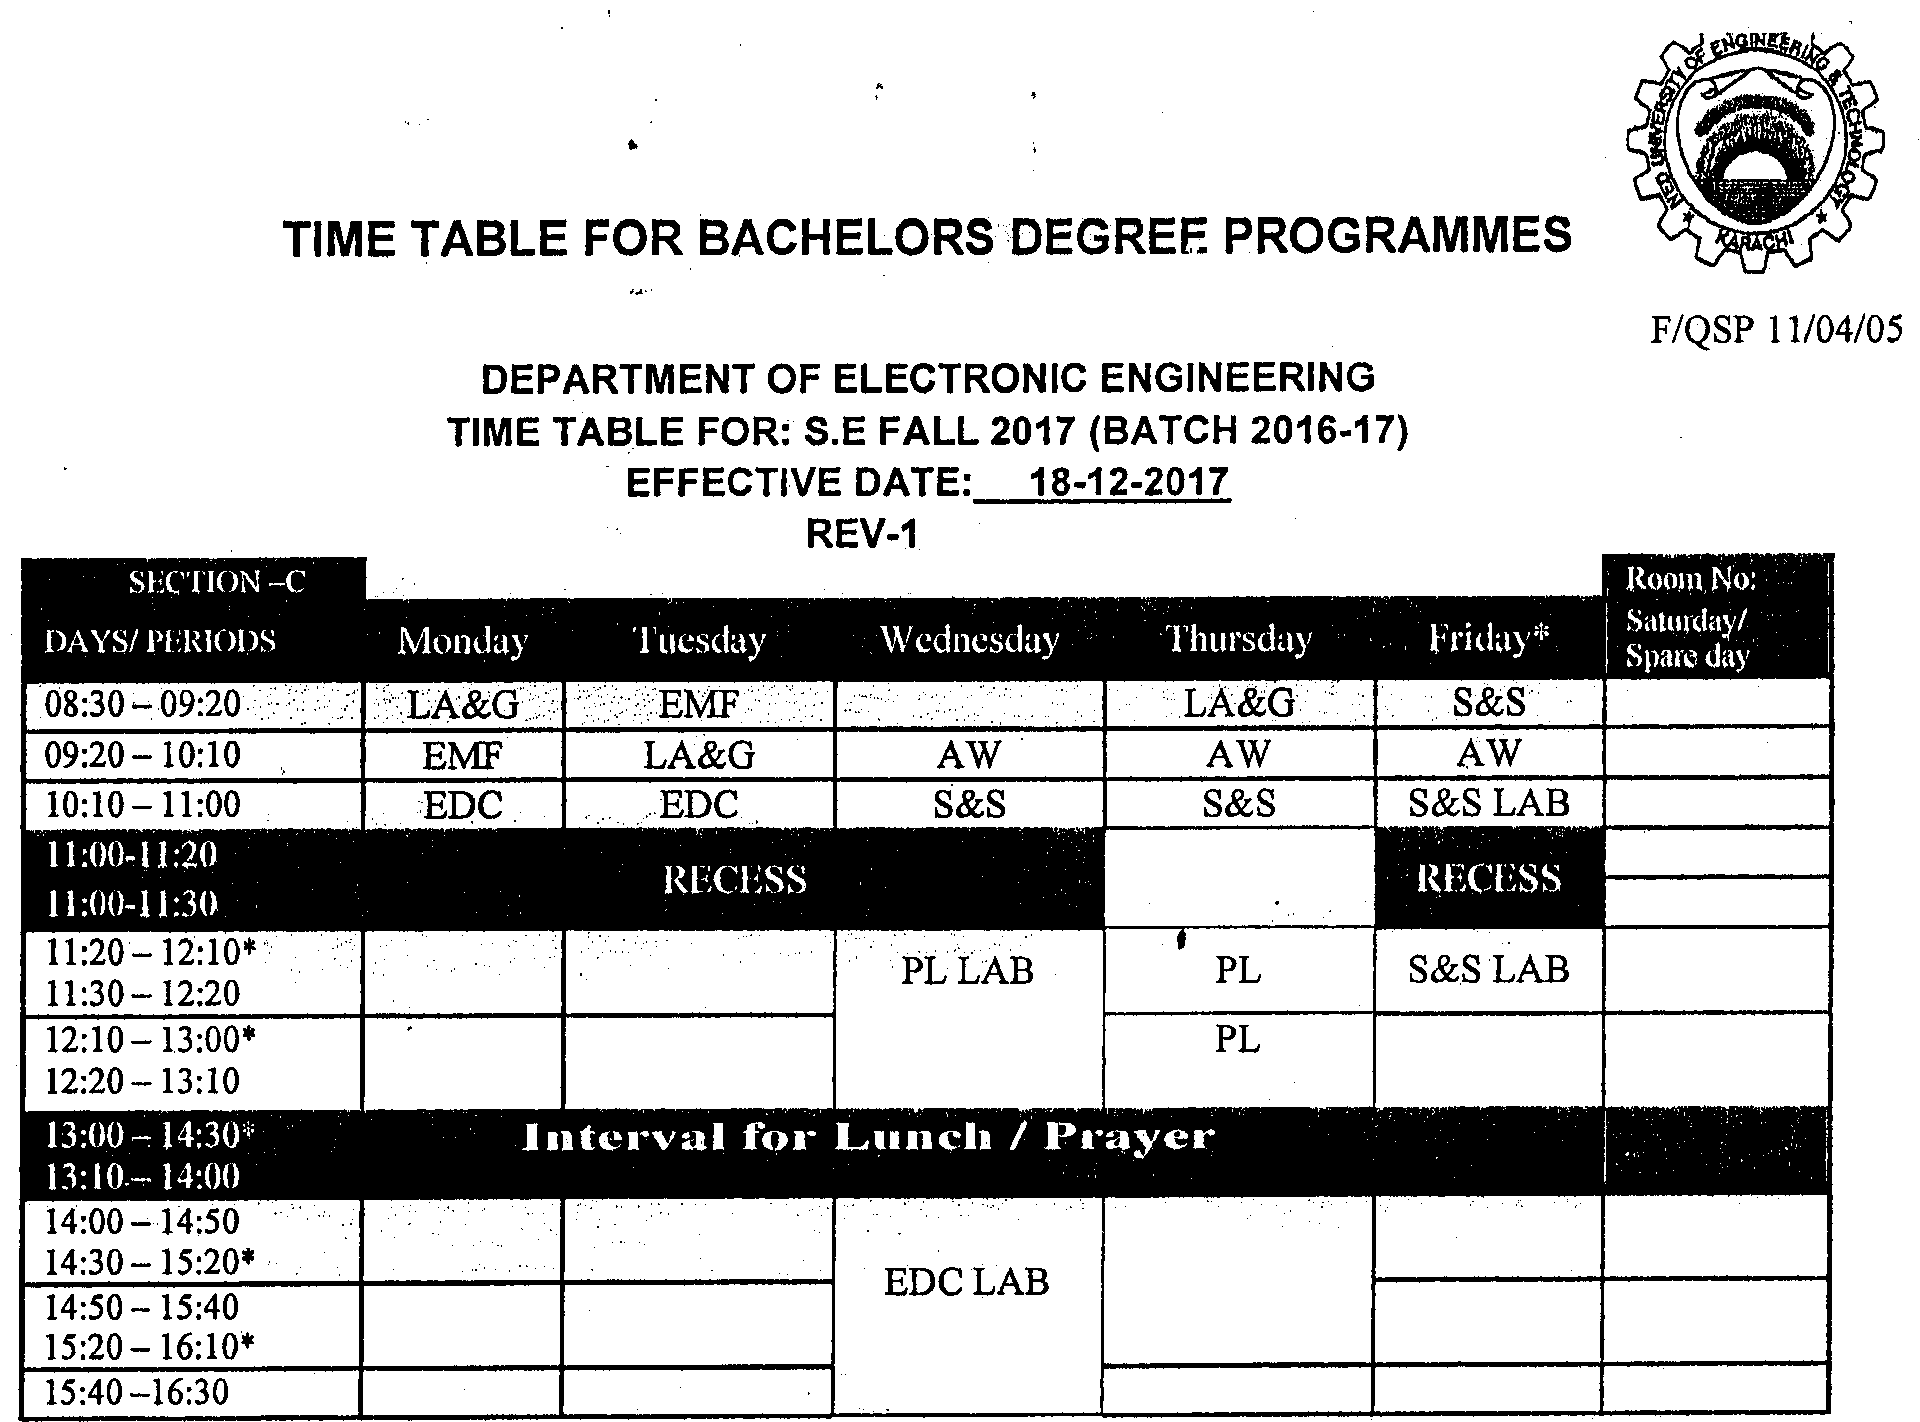 NED UNIVERSITY OF ENGINEERING & TECHNOLOGY
KARACHI
TIME TABLE FOR BACHELORS DEGREE PROGRAMMES
F/QSP 11/04/05
DEPARTMENT OF ELECTRONIC ENGINEERING
TIME TABLE FOR: S.E FALL 2017 (BATCH 2016-17)
EFFECTIVE DATE: 18-12-2017
REV-1
SECTION –C
Room No:
DAYS/ PERIODS Monday Tuesday Wednesday Thursday Friday* Saturday/
Spare day
08:30 – 09:20 LA&G EMF LA&G S&S
09:20 – 10:10 EMF LA&G AW AW AW
10:10 – 11:00 EDC EDC S&S S&S S&S LAB
11:00-11:20
RECESS RECESS
11:00-11:30
11:20 – 12:10*
PL LAB PL S&S LAB
11:30 – 12:20
12:10 – 13:00* PL
12:20 – 13:10
13:00 – 14:30* Interval for Lunch / Prayer
13:10 – 14:00
14:00 – 14:50
14:30 – 15:20*
EDC LAB
14:50 – 15:40
15:20 – 16:10*
15:40 –16:30